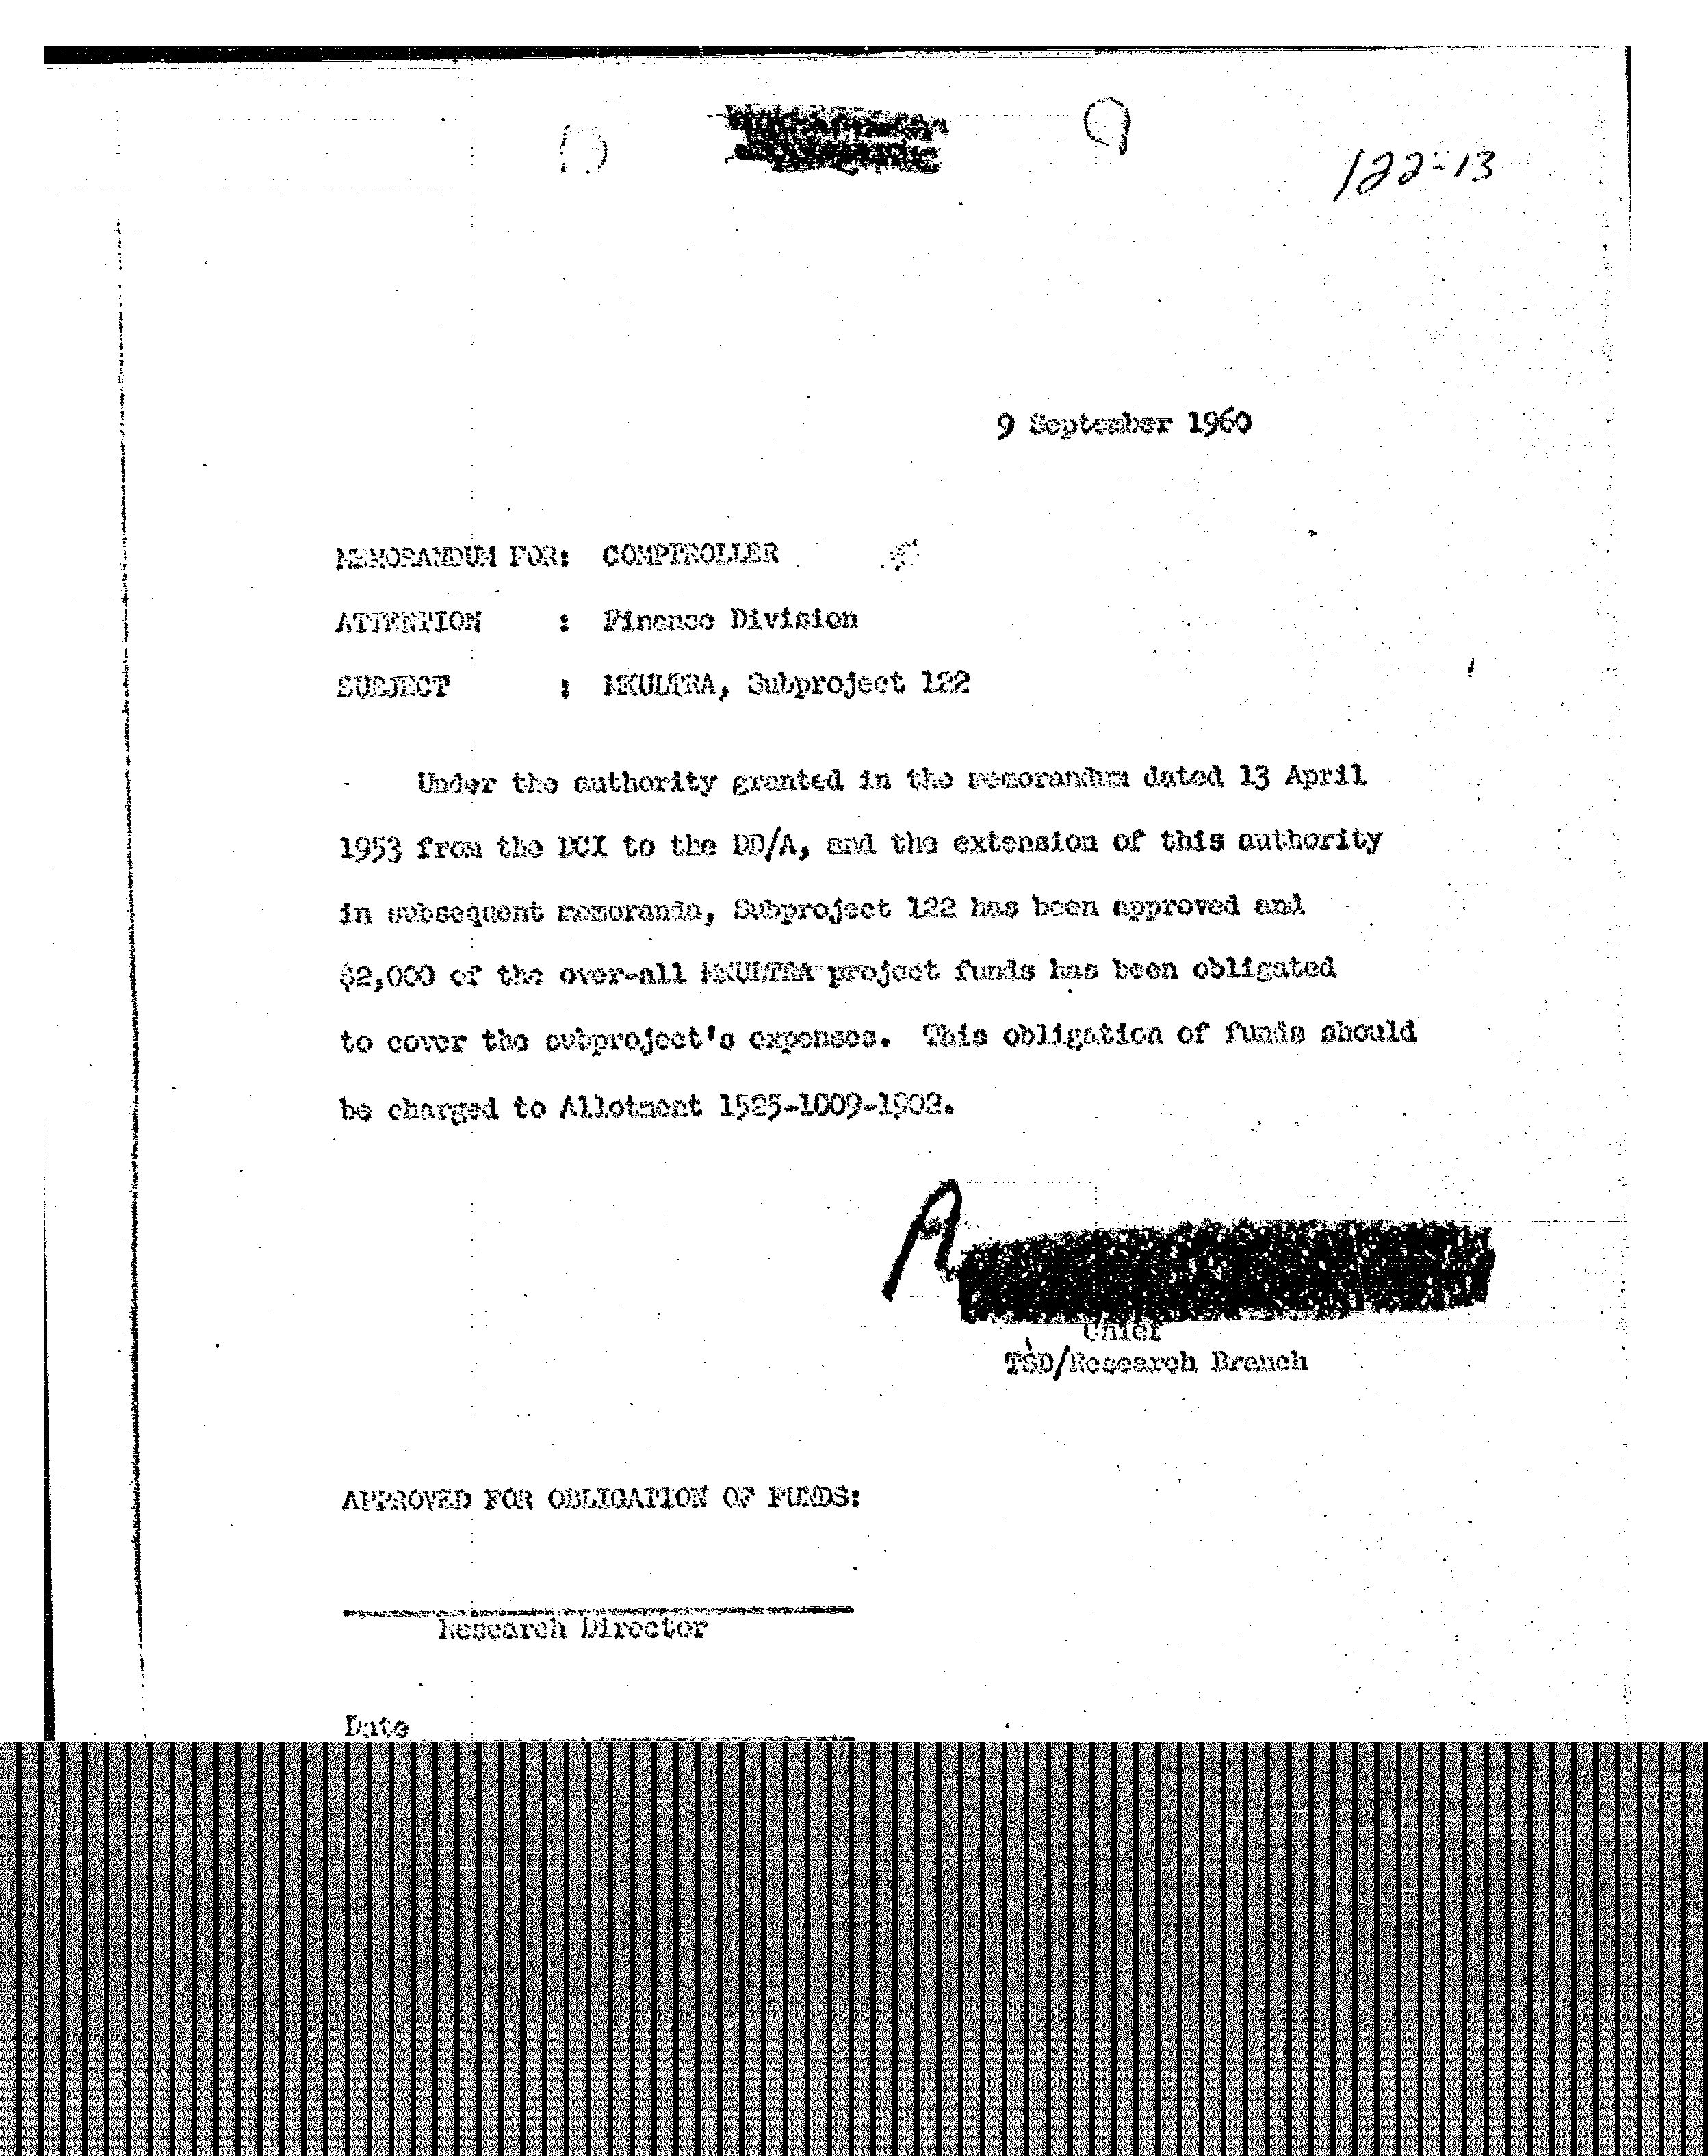 122-13
9 September 1960
MEMORANDUM FOR: COMPTROLLER
ATTENTION : Finance Division
SUBJECT : MKULTRA, Subproject 122
Under the authority granted in the memorandum dated 13 April
1953 from the DCI to the DD/A, and the extension of this authority
in subsequent memoranda, Subproject 122 has been approved and
$2,000 of the over-all MKULTRA project funds has been obligated
to cover the subproject's expenses. This obligation of funds should
be charged to Allotment 1525-1009-1902.
A
Chief
TSD/Research Branch
APPROVED FOR OBLIGATION OF FUNDS:
Research Director
Date